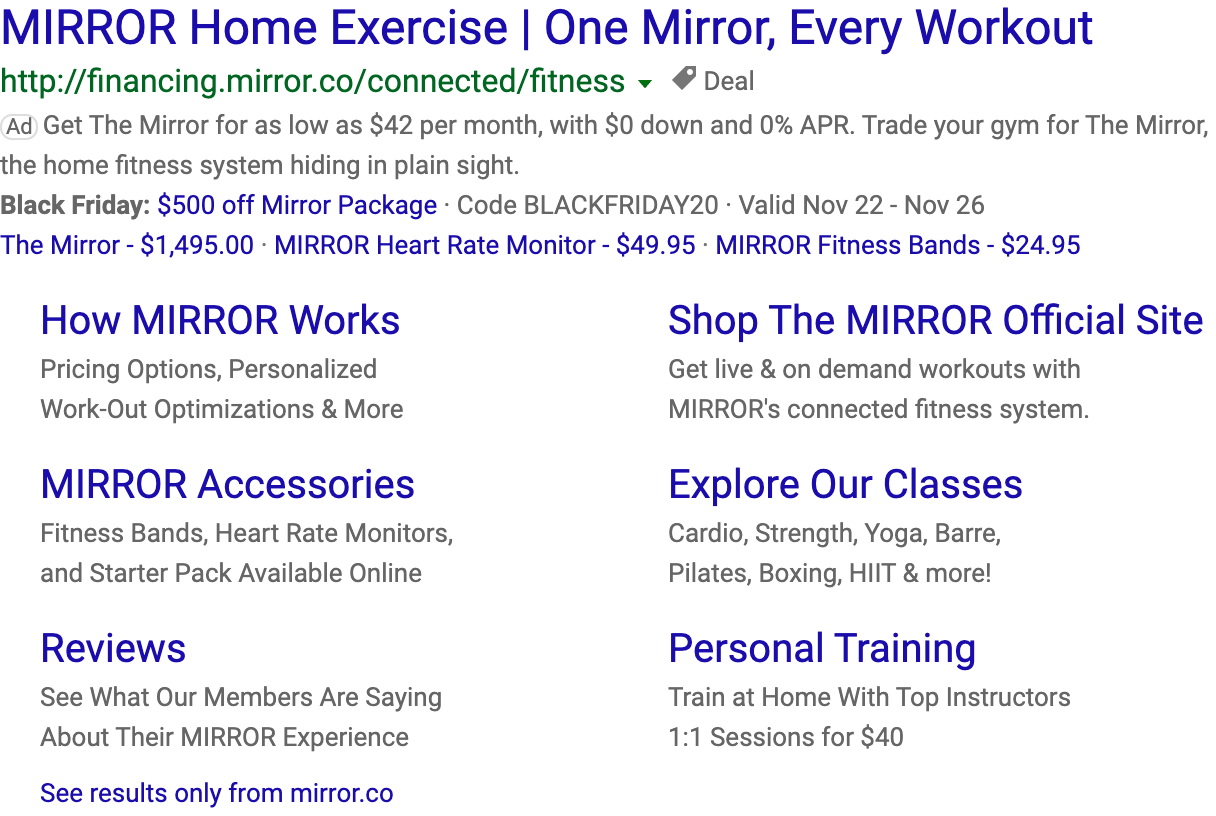 MIRROR Home Exercise | One Mirror, Every Workout
http://financing.mirror.co/connected/fitness Deal
Ad Get The Mirror for as low as $42 per month, with $0 down and 0% APR. Trade your gym for The Mirror,
the home fitness system hiding in plain sight.
Black Friday: $500 off Mirror Package · Code BLACKFRIDAY20 · Valid Nov 22 - Nov 26
The Mirror - $1,495.00 · MIRROR Heart Rate Monitor - $49.95 · MIRROR Fitness Bands - $24.95
How MIRROR Works
Pricing Options, Personalized
Work-Out Optimizations & More
Shop The MIRROR Official Site
Get live & on demand workouts with
MIRROR's connected fitness system.
MIRROR Accessories
Fitness Bands, Heart Rate Monitors,
and Starter Pack Available Online
Explore Our Classes
Cardio, Strength, Yoga, Barre,
Pilates, Boxing, HIIT & more!
Reviews
See What Our Members Are Saying
About Their MIRROR Experience
Personal Training
Train at Home With Top Instructors
1:1 Sessions for $40
See results only from mirror.co